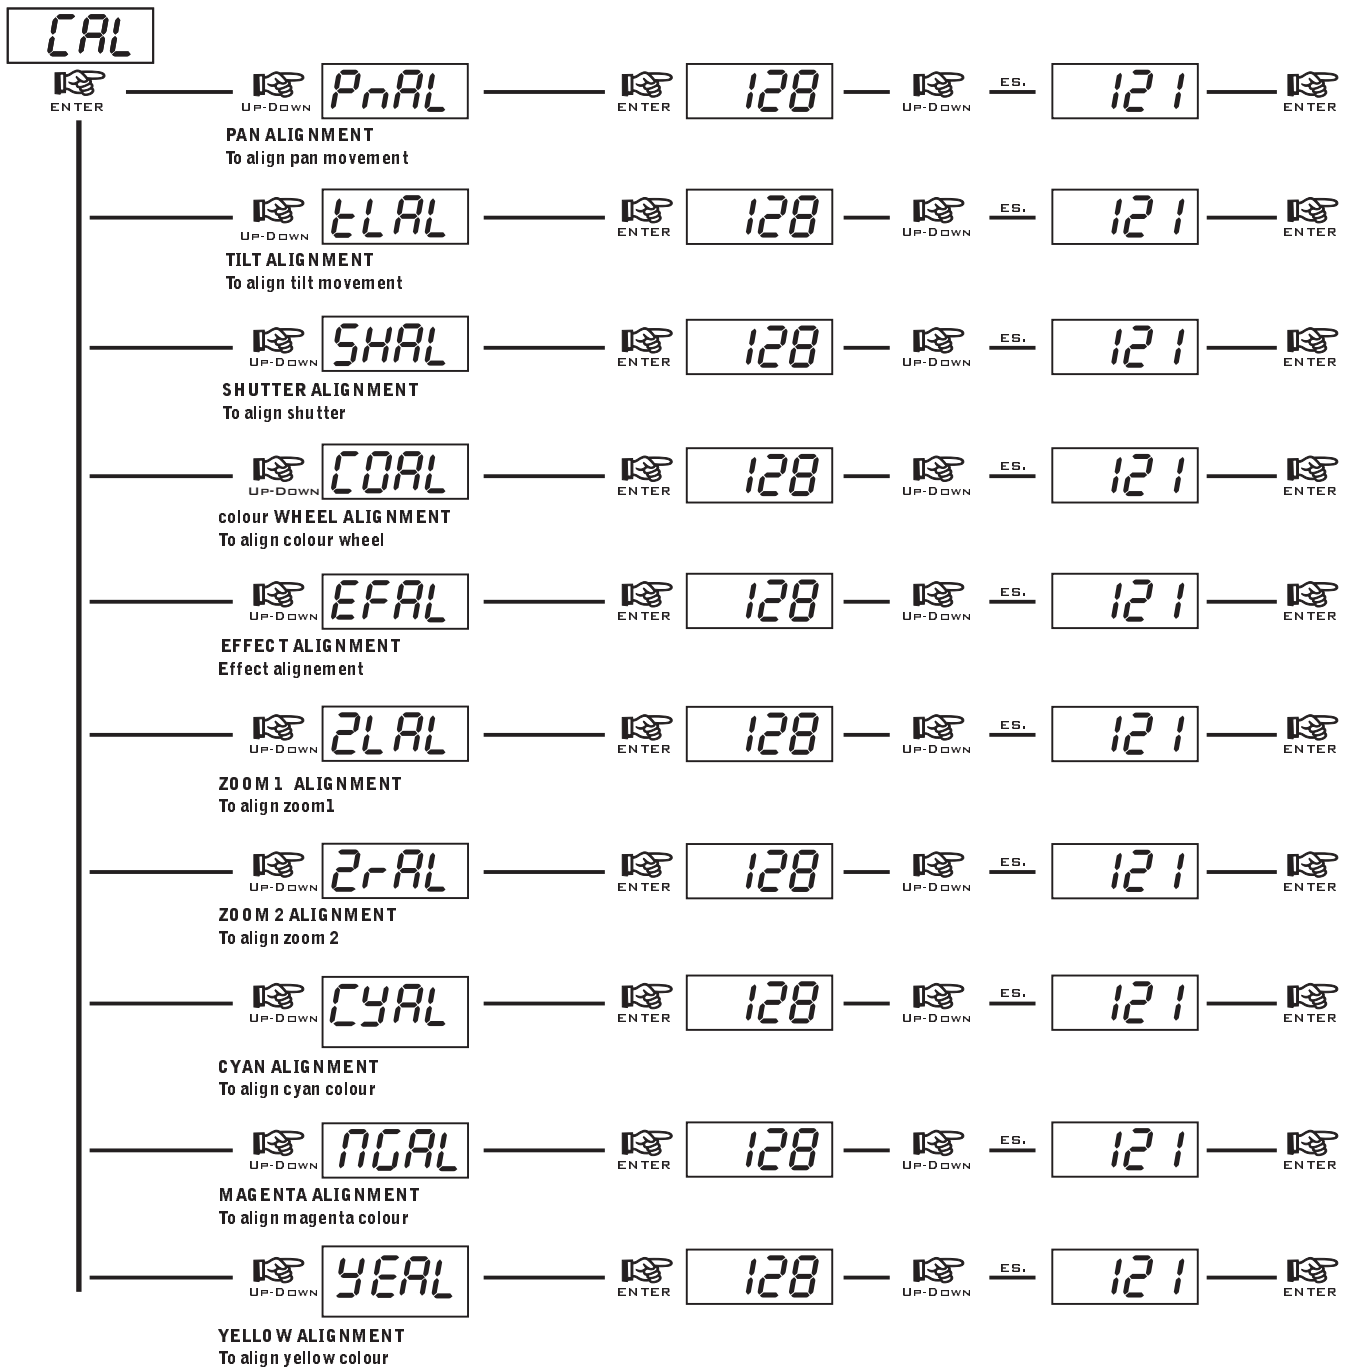 CAL
ENTER
UP-DOWN PnAL ENTER 128 UP-DOWN ES. 121 ENTER
PAN ALIGNMENT
To align pan movement
UP-DOWN tLAL ENTER 128 UP-DOWN ES. 121 ENTER
TILT ALIGNMENT
To align tilt movement
UP-DOWN SHAL ENTER 128 UP-DOWN ES. 121 ENTER
SHUTTER ALIGNMENT
To align shutter
UP-DOWN COAL ENTER 128 UP-DOWN ES. 121 ENTER
colour WHEEL ALIGNMENT
To align colour wheel
UP-DOWN EFAL ENTER 128 UP-DOWN ES. 121 ENTER
EFFECT ALIGNMENT
Effect alignement
UP-DOWN 2LAL ENTER 128 UP-DOWN ES. 121 ENTER
ZOOM 1 ALIGNMENT
To align zoom1
UP-DOWN 2rAL ENTER 128 UP-DOWN ES. 121 ENTER
ZOOM 2 ALIGNMENT
To align zoom 2
UP-DOWN CYAL ENTER 128 UP-DOWN ES. 121 ENTER
CYAN ALIGNMENT
To align cyan colour
UP-DOWN MGAL ENTER 128 UP-DOWN ES. 121 ENTER
MAGENTA ALIGNMENT
To align magenta colour
UP-DOWN YEAL ENTER 128 UP-DOWN ES. 121 ENTER
YELLOW ALIGNMENT
To align yellow colour